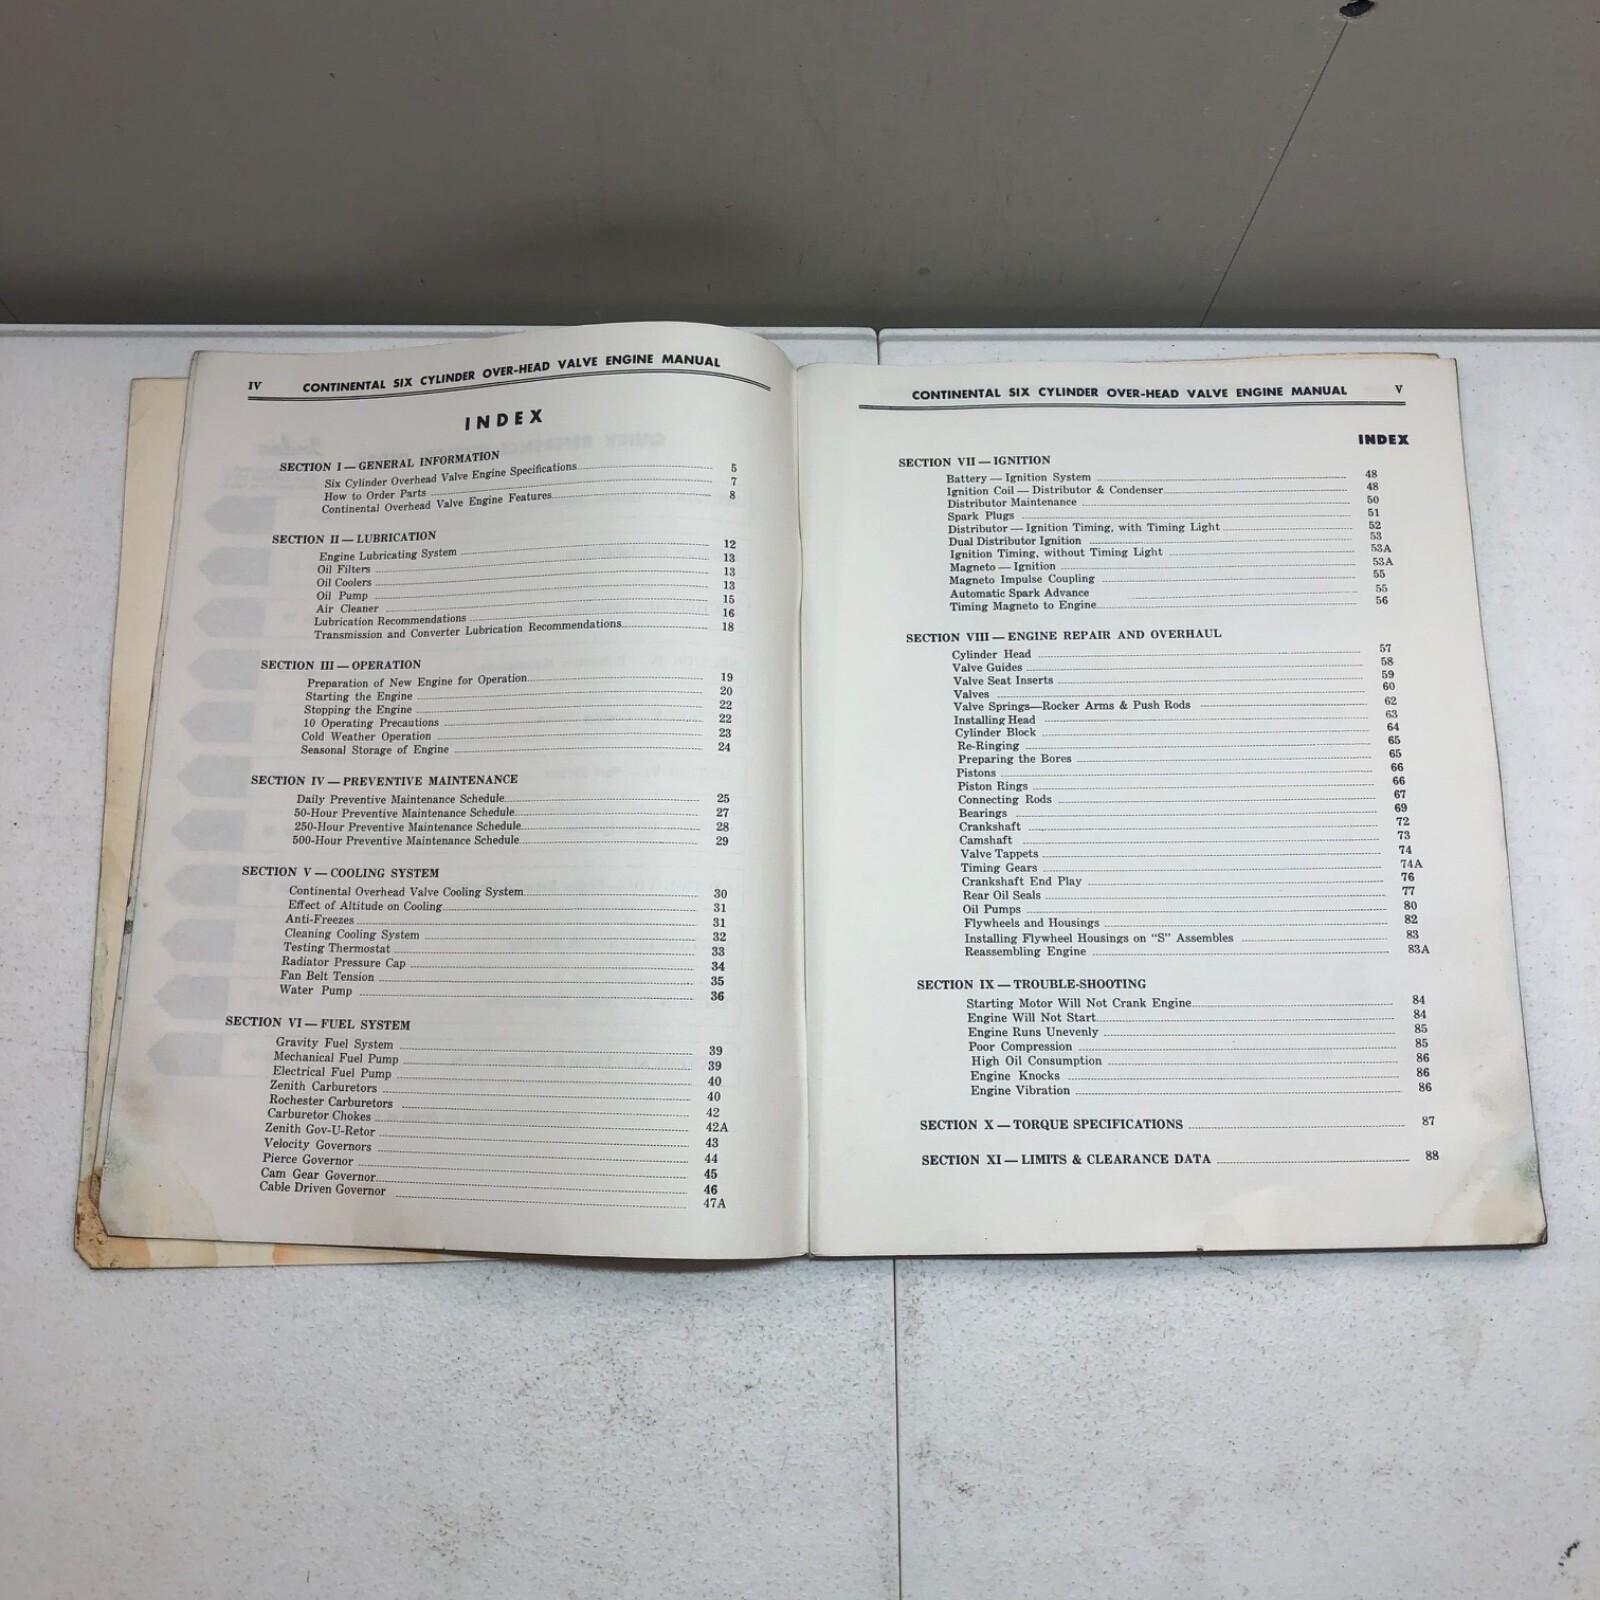 IV CONTINENTAL SIX CYLINDER OVER-HEAD VALVE ENGINE MANUAL
INDEX
SECTION I — GENERAL INFORMATION
Six Cylinder Overhead Valve Engine Specifications 5
How to Order Parts 7
Continental Overhead Valve Engine Features 8
SECTION II — LUBRICATION
Engine Lubricating System 12
Oil Filters 13
Oil Coolers 13
Oil Pump 13
Air Cleaner 15
Lubrication Recommendations 16
Transmission and Converter Lubrication Recommendations 18
SECTION III — OPERATION
Preparation of New Engine for Operation 19
Starting the Engine 20
Stopping the Engine 22
10 Operating Precautions 22
Cold Weather Operation 23
Seasonal Storage of Engine 24
SECTION IV — PREVENTIVE MAINTENANCE
Daily Preventive Maintenance Schedule 25
50-Hour Preventive Maintenance Schedule 27
250-Hour Preventive Maintenance Schedule 28
500-Hour Preventive Maintenance Schedule 29
SECTION V — COOLING SYSTEM
Continental Overhead Valve Cooling System 30
Effect of Altitude on Cooling 31
Anti-Freezes 31
Cleaning Cooling System 32
Testing Thermostat 33
Radiator Pressure Cap 34
Fan Belt Tension 35
Water Pump 36
SECTION VI — FUEL SYSTEM
Gravity Fuel System 39
Mechanical Fuel Pump 39
Electrical Fuel Pump 40
Zenith Carburetors 40
Rochester Carburetors 42
Carburetor Chokes 42A
Zenith Gov-U-Retor 43
Velocity Governors 44
Pierce Governor 45
Cam Gear Governor 46
Cable Driven Governor 47A
CONTINENTAL SIX CYLINDER OVER-HEAD VALVE ENGINE MANUAL V
INDEX
SECTION VII — IGNITION
Battery — Ignition System 48
Ignition Coil — Distributor & Condenser 48
Distributor Maintenance 50
Spark Plugs 51
Distributor — Ignition Timing, with Timing Light 52
Dual Distributor Ignition 53
Ignition Timing, without Timing Light 53A
Magneto — Ignition 53A
Magneto Impulse Coupling 55
Automatic Spark Advance 55
Timing Magneto to Engine 56
SECTION VIII — ENGINE REPAIR AND OVERHAUL
Cylinder Head 57
Valve Guides 58
Valve Seat Inserts 59
Valves 60
Valve Springs—Rocker Arms & Push Rods 62
Installing Head 63
Cylinder Block 64
Re-Ringing 65
Preparing the Bores 65
Pistons 66
Piston Rings 66
Connecting Rods 67
Bearings 69
Crankshaft 72
Camshaft 73
Valve Tappets 74
Timing Gears 74A
Crankshaft End Play 76
Rear Oil Seals 77
Oil Pumps 80
Flywheels and Housings 82
Installing Flywheel Housings on "S" Assembles 83
Reassembling Engine 83A
SECTION IX — TROUBLE-SHOOTING
Starting Motor Will Not Crank Engine 84
Engine Will Not Start 84
Engine Runs Unevenly 85
Poor Compression 85
High Oil Consumption 86
Engine Knocks 86
Engine Vibration 86
SECTION X — TORQUE SPECIFICATIONS 87
SECTION XI — LIMITS & CLEARANCE DATA 88